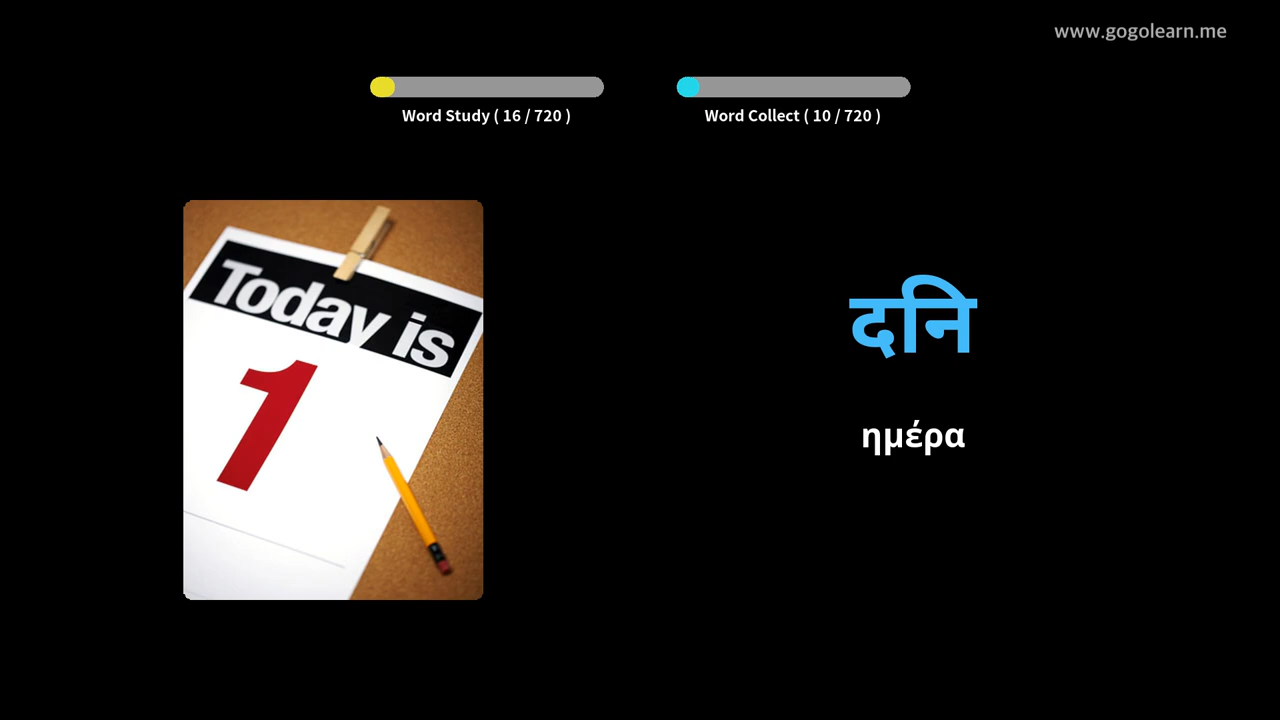 www.gogolearn.me
Word Study ( 16 / 720 )
Word Collect ( 10 / 720 )
Today is
1
दनि
ημέρα